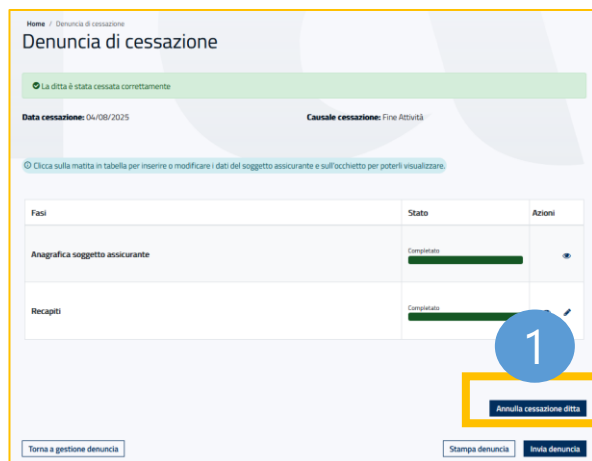 Home / Denuncia di cessazione
Denuncia di cessazione
La ditta è stata cessata correttamente
Data cessazione: 04/08/2025 Causale cessazione: Fine Attività
Clicca sulla matita in tabella per inserire o modificare i dati del soggetto assicurante e sull'occhietto per poterli visualizzare.
Fasi Stato Azioni
Anagrafica soggetto assicurante Completato
Recapiti Completato
1
Annulla cessazione ditta
Torna a gestione denuncia Stampa denuncia Invia denuncia